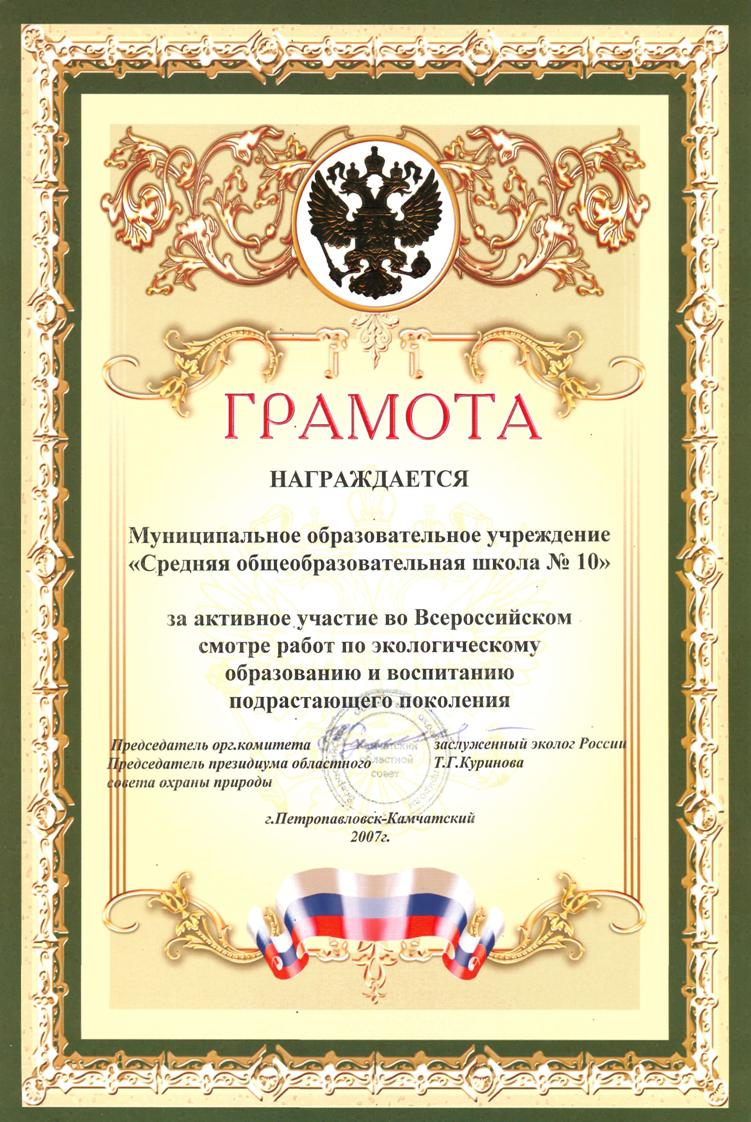 ГРАМОТА
НАГРАЖДАЕТСЯ
Муниципальное образовательное учреждение
«Средняя общеобразовательная школа № 10»
за активное участие во Всероссийском
смотре работ по экологическому
образованию и воспитанию
подрастающего поколения
Председатель орг.комитета заслуженный эколог России
Председатель президиума областного Т.Г.Куринова
совета охраны природы
областной
совет
г.Петропавловск-Камчатский
2007г.